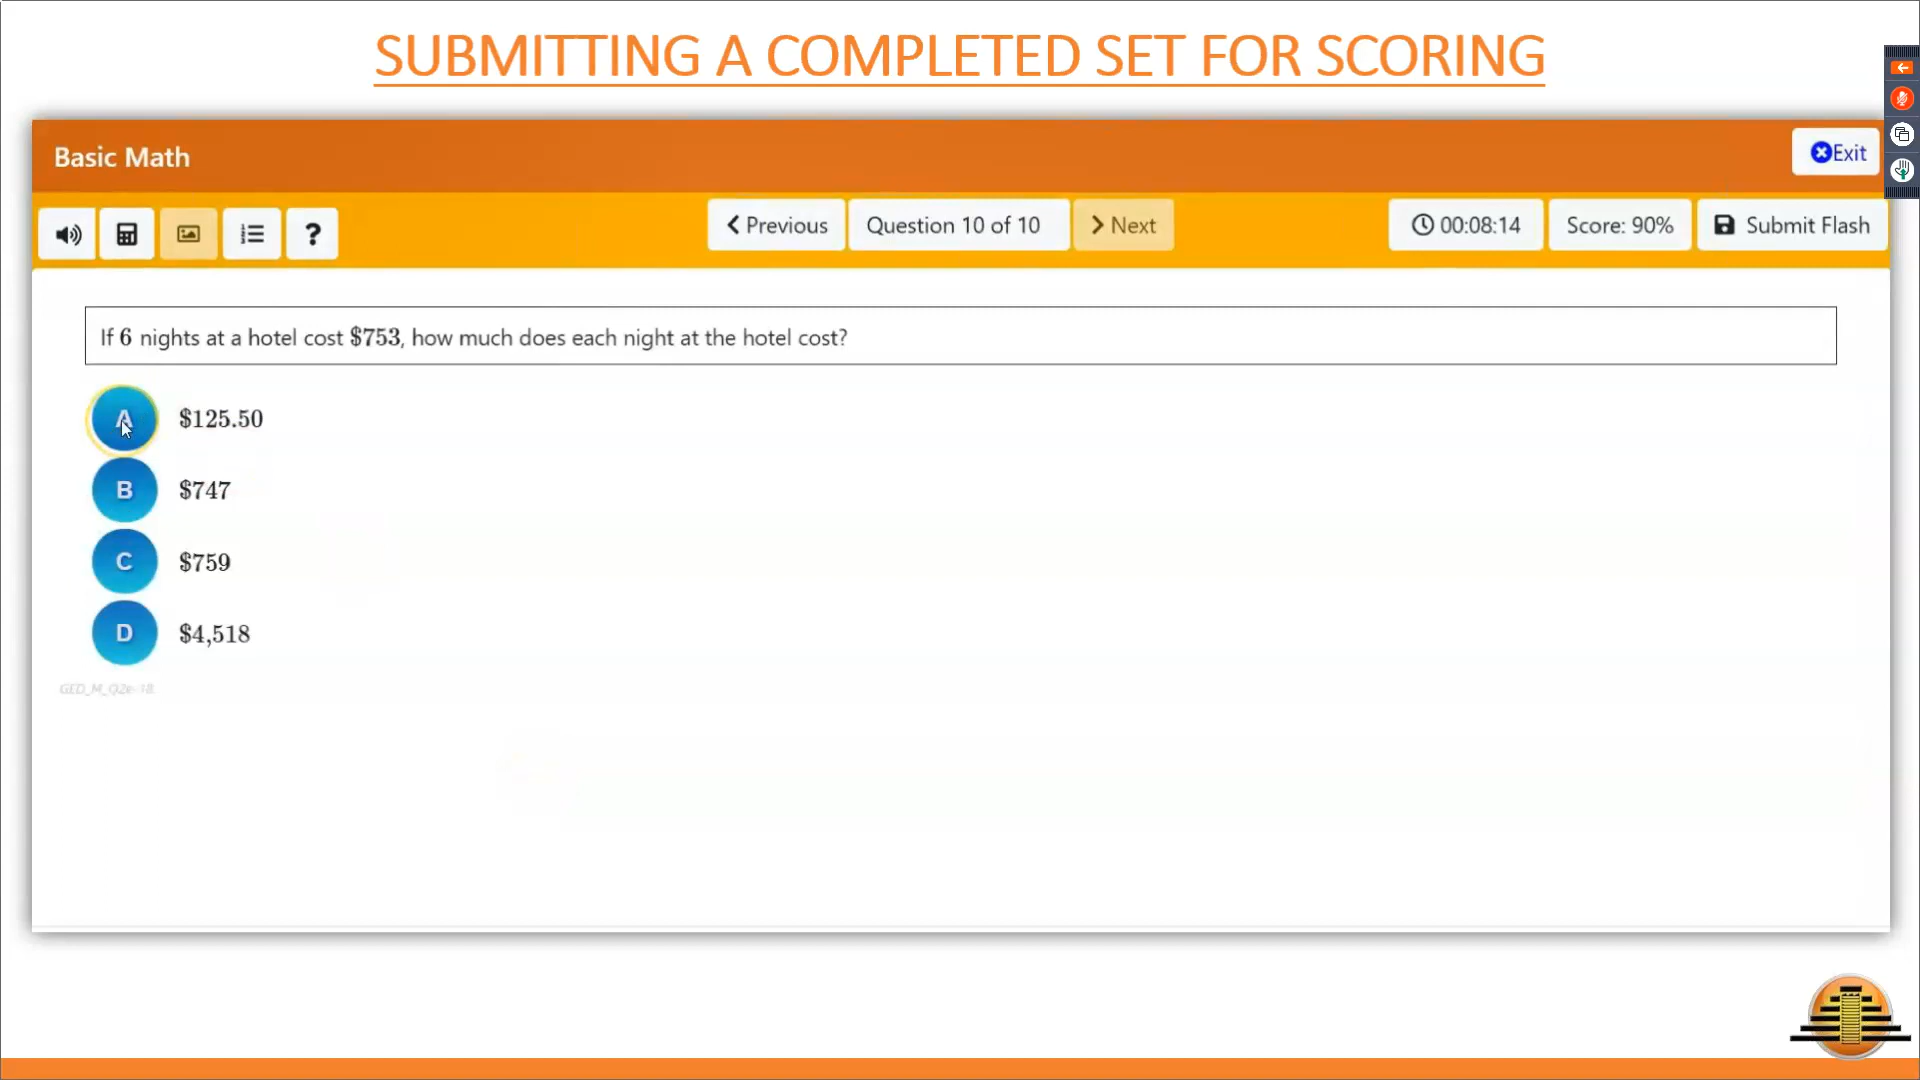 SUBMITTING A COMPLETED SET FOR SCORING
Basic Math
Exit
Previous
Question 10 of 10
Next
00:08:14
Score: 90%
Submit Flash
If 6 nights at a hotel cost $753, how much does each night at the hotel cost?
A $125.50
B $747
C $759
D $4,518